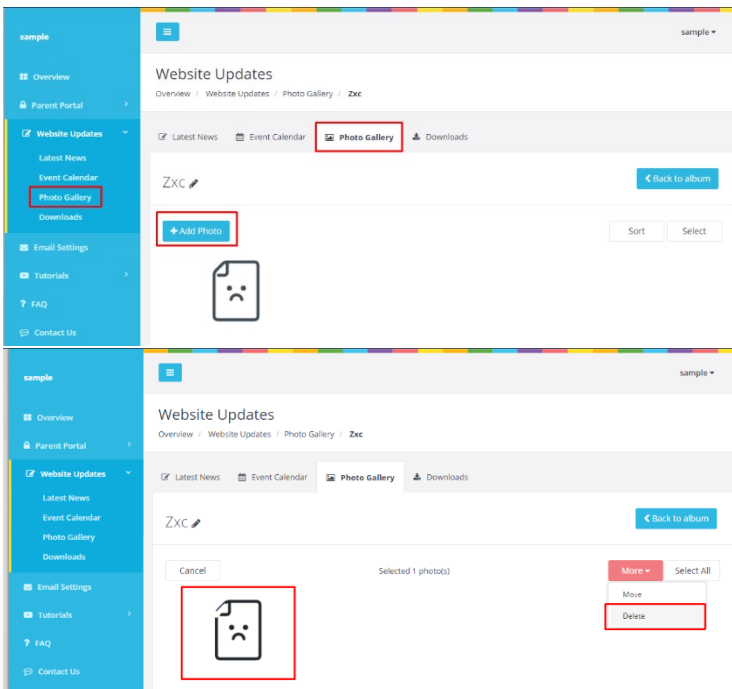 sample
sample
Overview
Parent Portal
Website Updates
Latest News
Event Calendar
Photo Gallery
Downloads
Email Settings
Tutorials
FAQ
Contact Us
Website Updates
Overview / Website Updates / Photo Gallery / Zxc
Latest News Event Calendar Photo Gallery Downloads
Zxc
Back to album
+ Add Photo
Sort Select
sample
sample
Overview
Parent Portal
Website Updates
Latest News
Event Calendar
Photo Gallery
Downloads
Email Settings
Tutorials
? FAQ
Contact Us
Website Updates
Overview / Website Updates / Photo Gallery / Zxc
Latest News Event Calendar Photo Gallery Downloads
Zxc
Back to album
Cancel Selected 1 photo(s) More Select All
Move
Delete